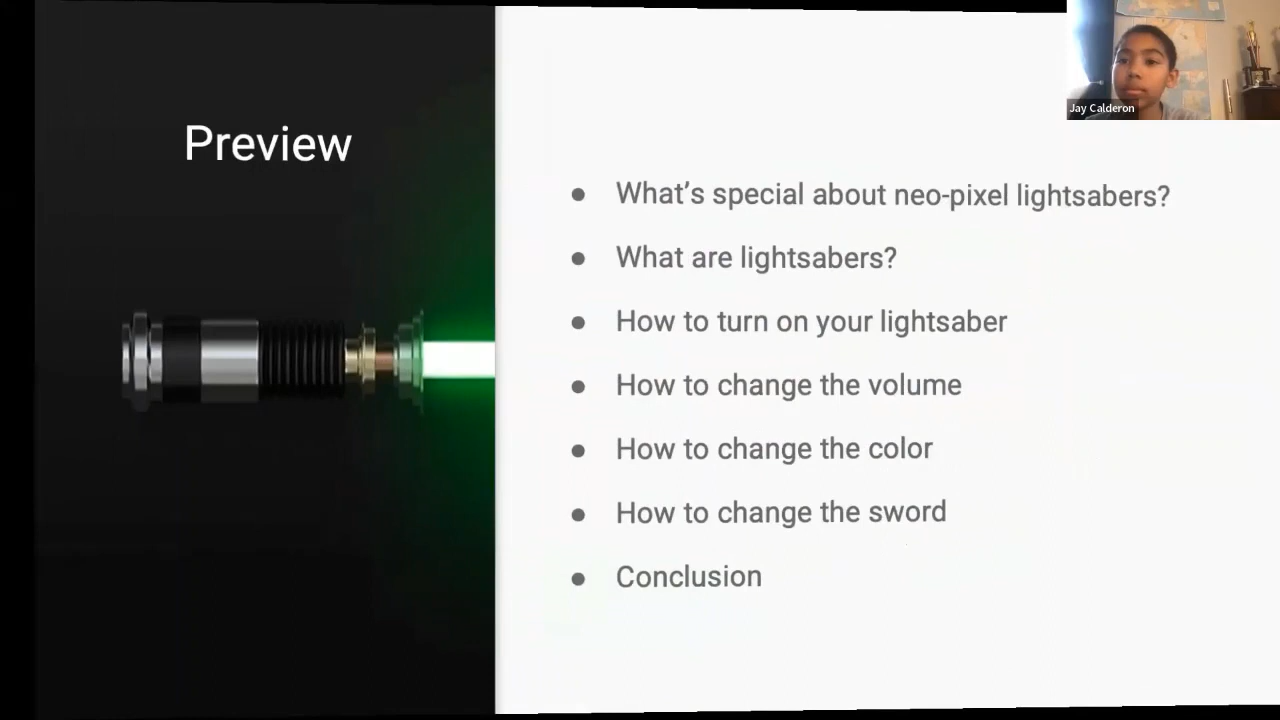 Preview
Jay Calderon
● What's special about neo-pixel lightsabers?
● What are lightsabers?
● How to turn on your lightsaber
● How to change the volume
● How to change the color
● How to change the sword
● Conclusion